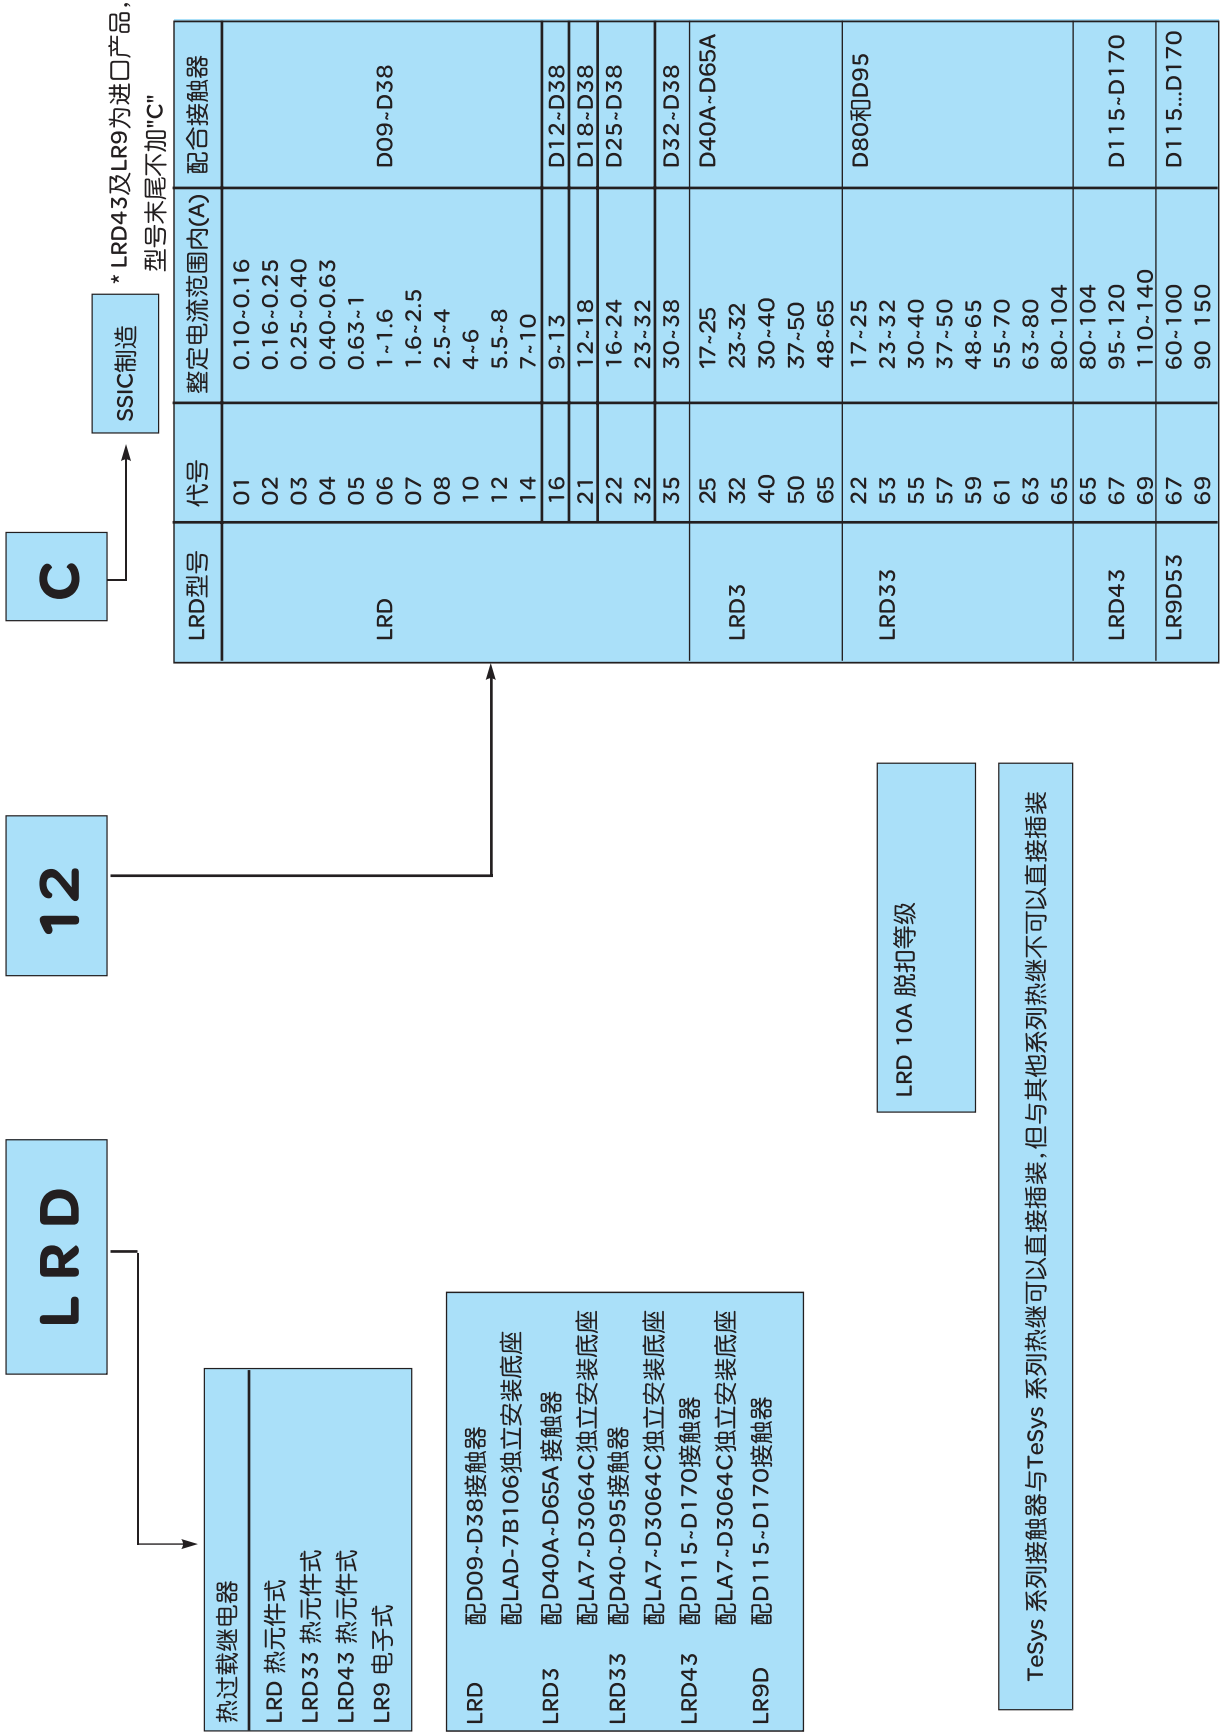 LRD
12
C
SSIC制造
* LRD43及LR9为进口产品,
型号末尾不加"C"
热过载继电器
LRD 热元件式
LRD33 热元件式
LRD43 热元件式
LR9 电子式
LRD 配D09~D38接触器
配LAD-7B106独立安装底座
LRD3 配D40A~D65A接触器
配LA7~D3064C独立安装底座
LRD33 配D40~D95接触器
配LA7~D3064C独立安装底座
LRD43 配D115~D170接触器
配LA7~D3064C独立安装底座
LR9D 配D115~D170接触器
LRD型号 代号 整定电流范围内(A) 配合接触器
01 0.10~0.16
02 0.16~0.25
03 0.25~0.40
04 0.40~0.63
05 0.63~1
LRD 06 1~1.6 D09~D38
07 1.6~2.5
08 2.5~4
10 4~6
12 5.5~8
14 7~10
16 9~13 D12~D38
21 12~18 D18~D38
22 16~24 D25~D38
32 23~32
35 30~38 D32~D38
25 17~25 D40A~D65A
LRD3 32 23~32
40 30~40
50 37~50
65 48~65
22 17~25 D80和D95
LRD33 53 23~32
55 30~40
57 37~50
59 48~65
61 55~70
63 63~80
65 80~104
65 80~104
LRD43 67 95~120 D115~D170
69 110~140
LR9D53 67 60~100 D115...D170
69 90 150
LRD 10A 脱扣等级
TeSys 系列接触器与TeSys 系列热继可以直接插装,但与其他系列热继不可以直接插装